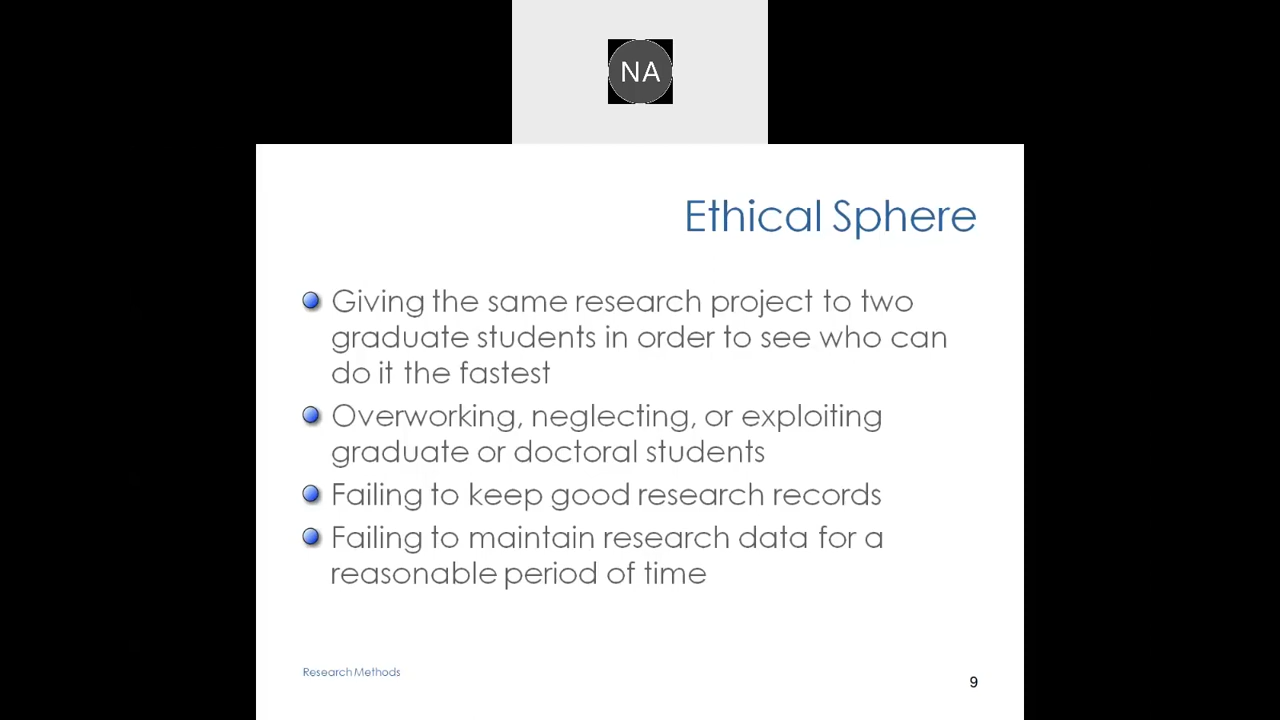 NA
Ethical Sphere
Giving the same research project to two
graduate students in order to see who can
do it the fastest
Overworking, neglecting, or exploiting
graduate or doctoral students
Failing to keep good research records
Failing to maintain research data for a
reasonable period of time
Research Methods
9